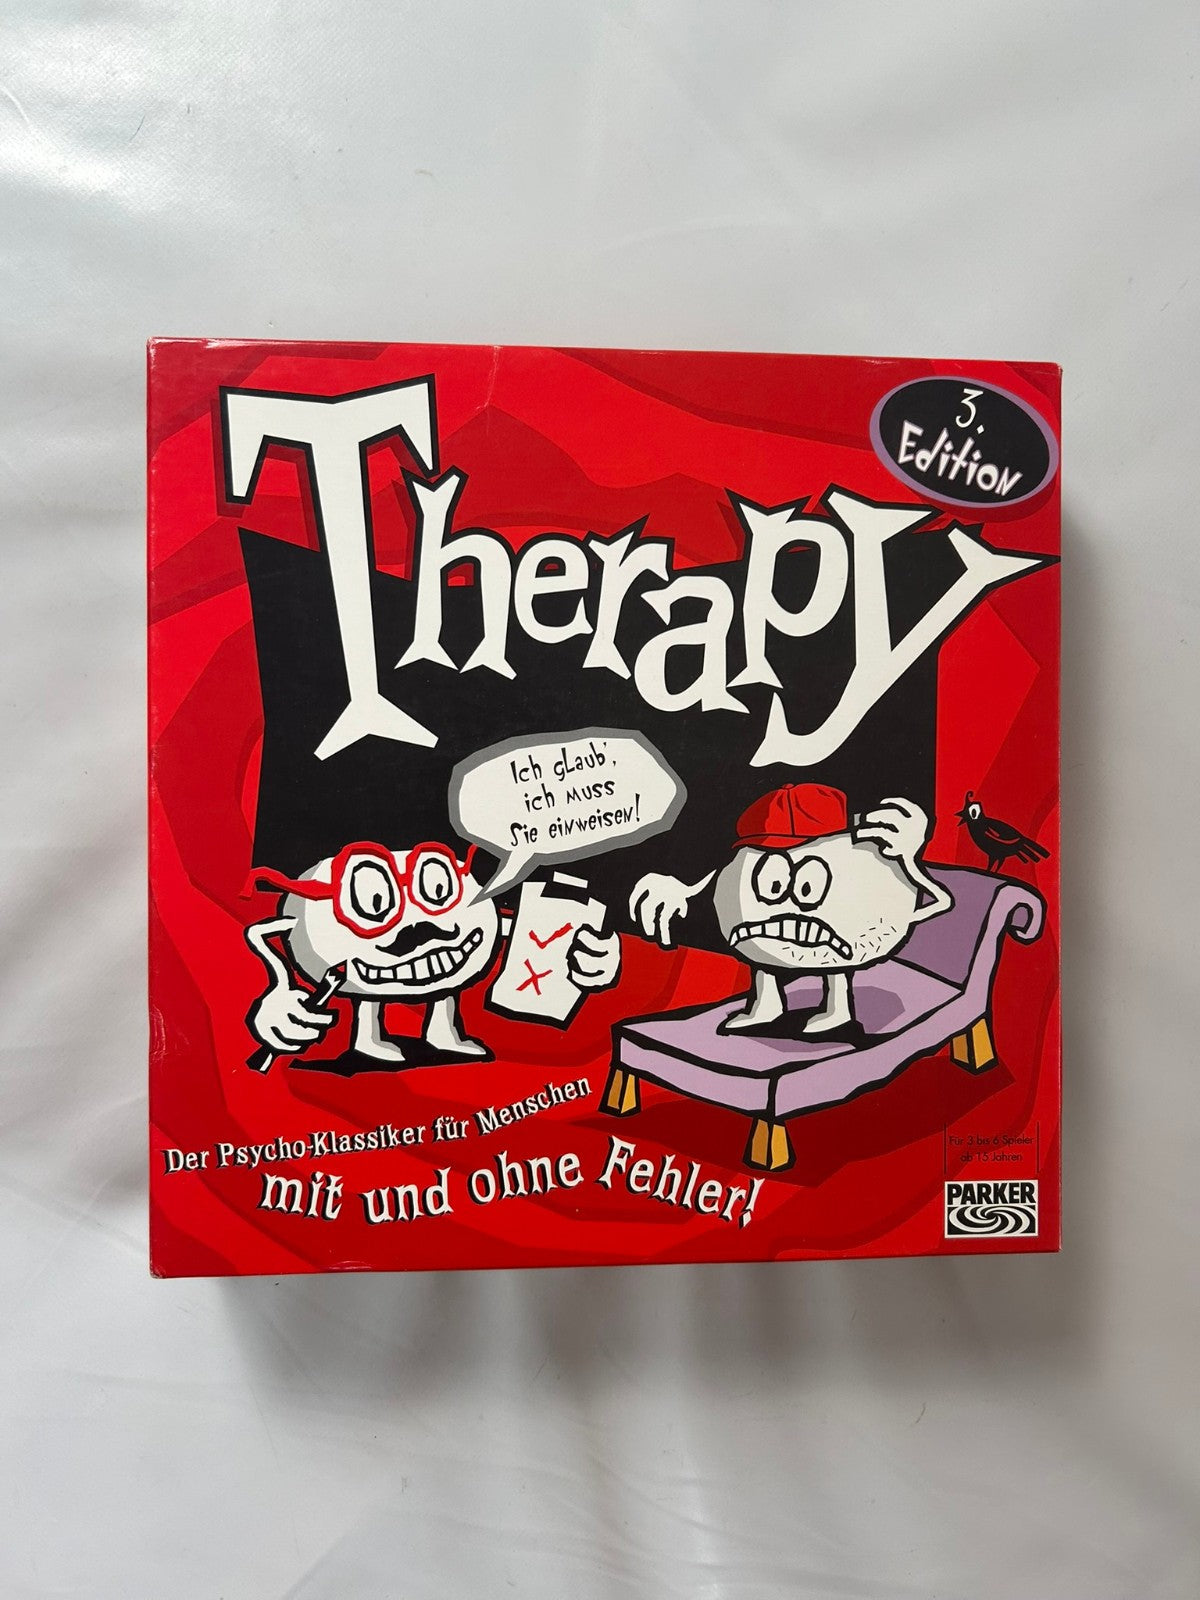 3.
Edition
Therapy
Ich glaub',
ich muss
Sie einweisen!
Der Psycho-Klassiker für Menschen
mit und ohne Fehler!
Für 3 bis 6 Spieler
ab 15 Jahren
PARKER